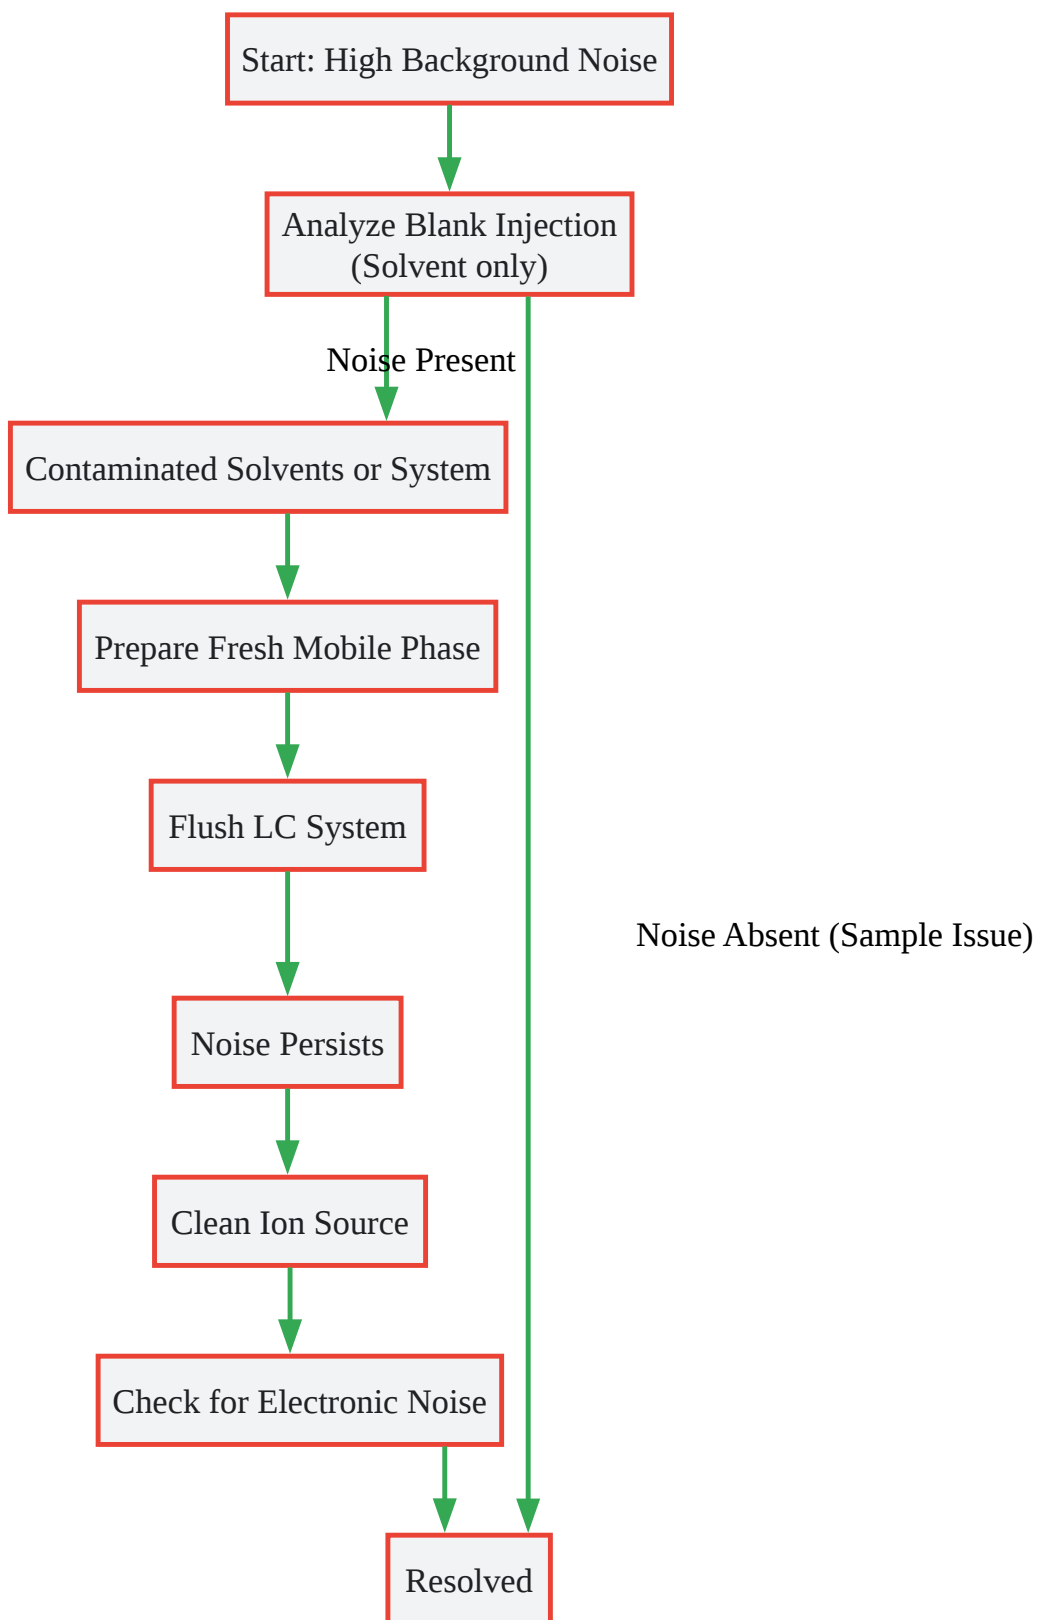 Start: High Background Noise
Analyze Blank Injection
(Solvent only)
Noise Present
Contaminated Solvents or System
Prepare Fresh Mobile Phase
Flush LC System
Noise Absent (Sample Issue)
Noise Persists
Clean Ion Source
Check for Electronic Noise
Resolved